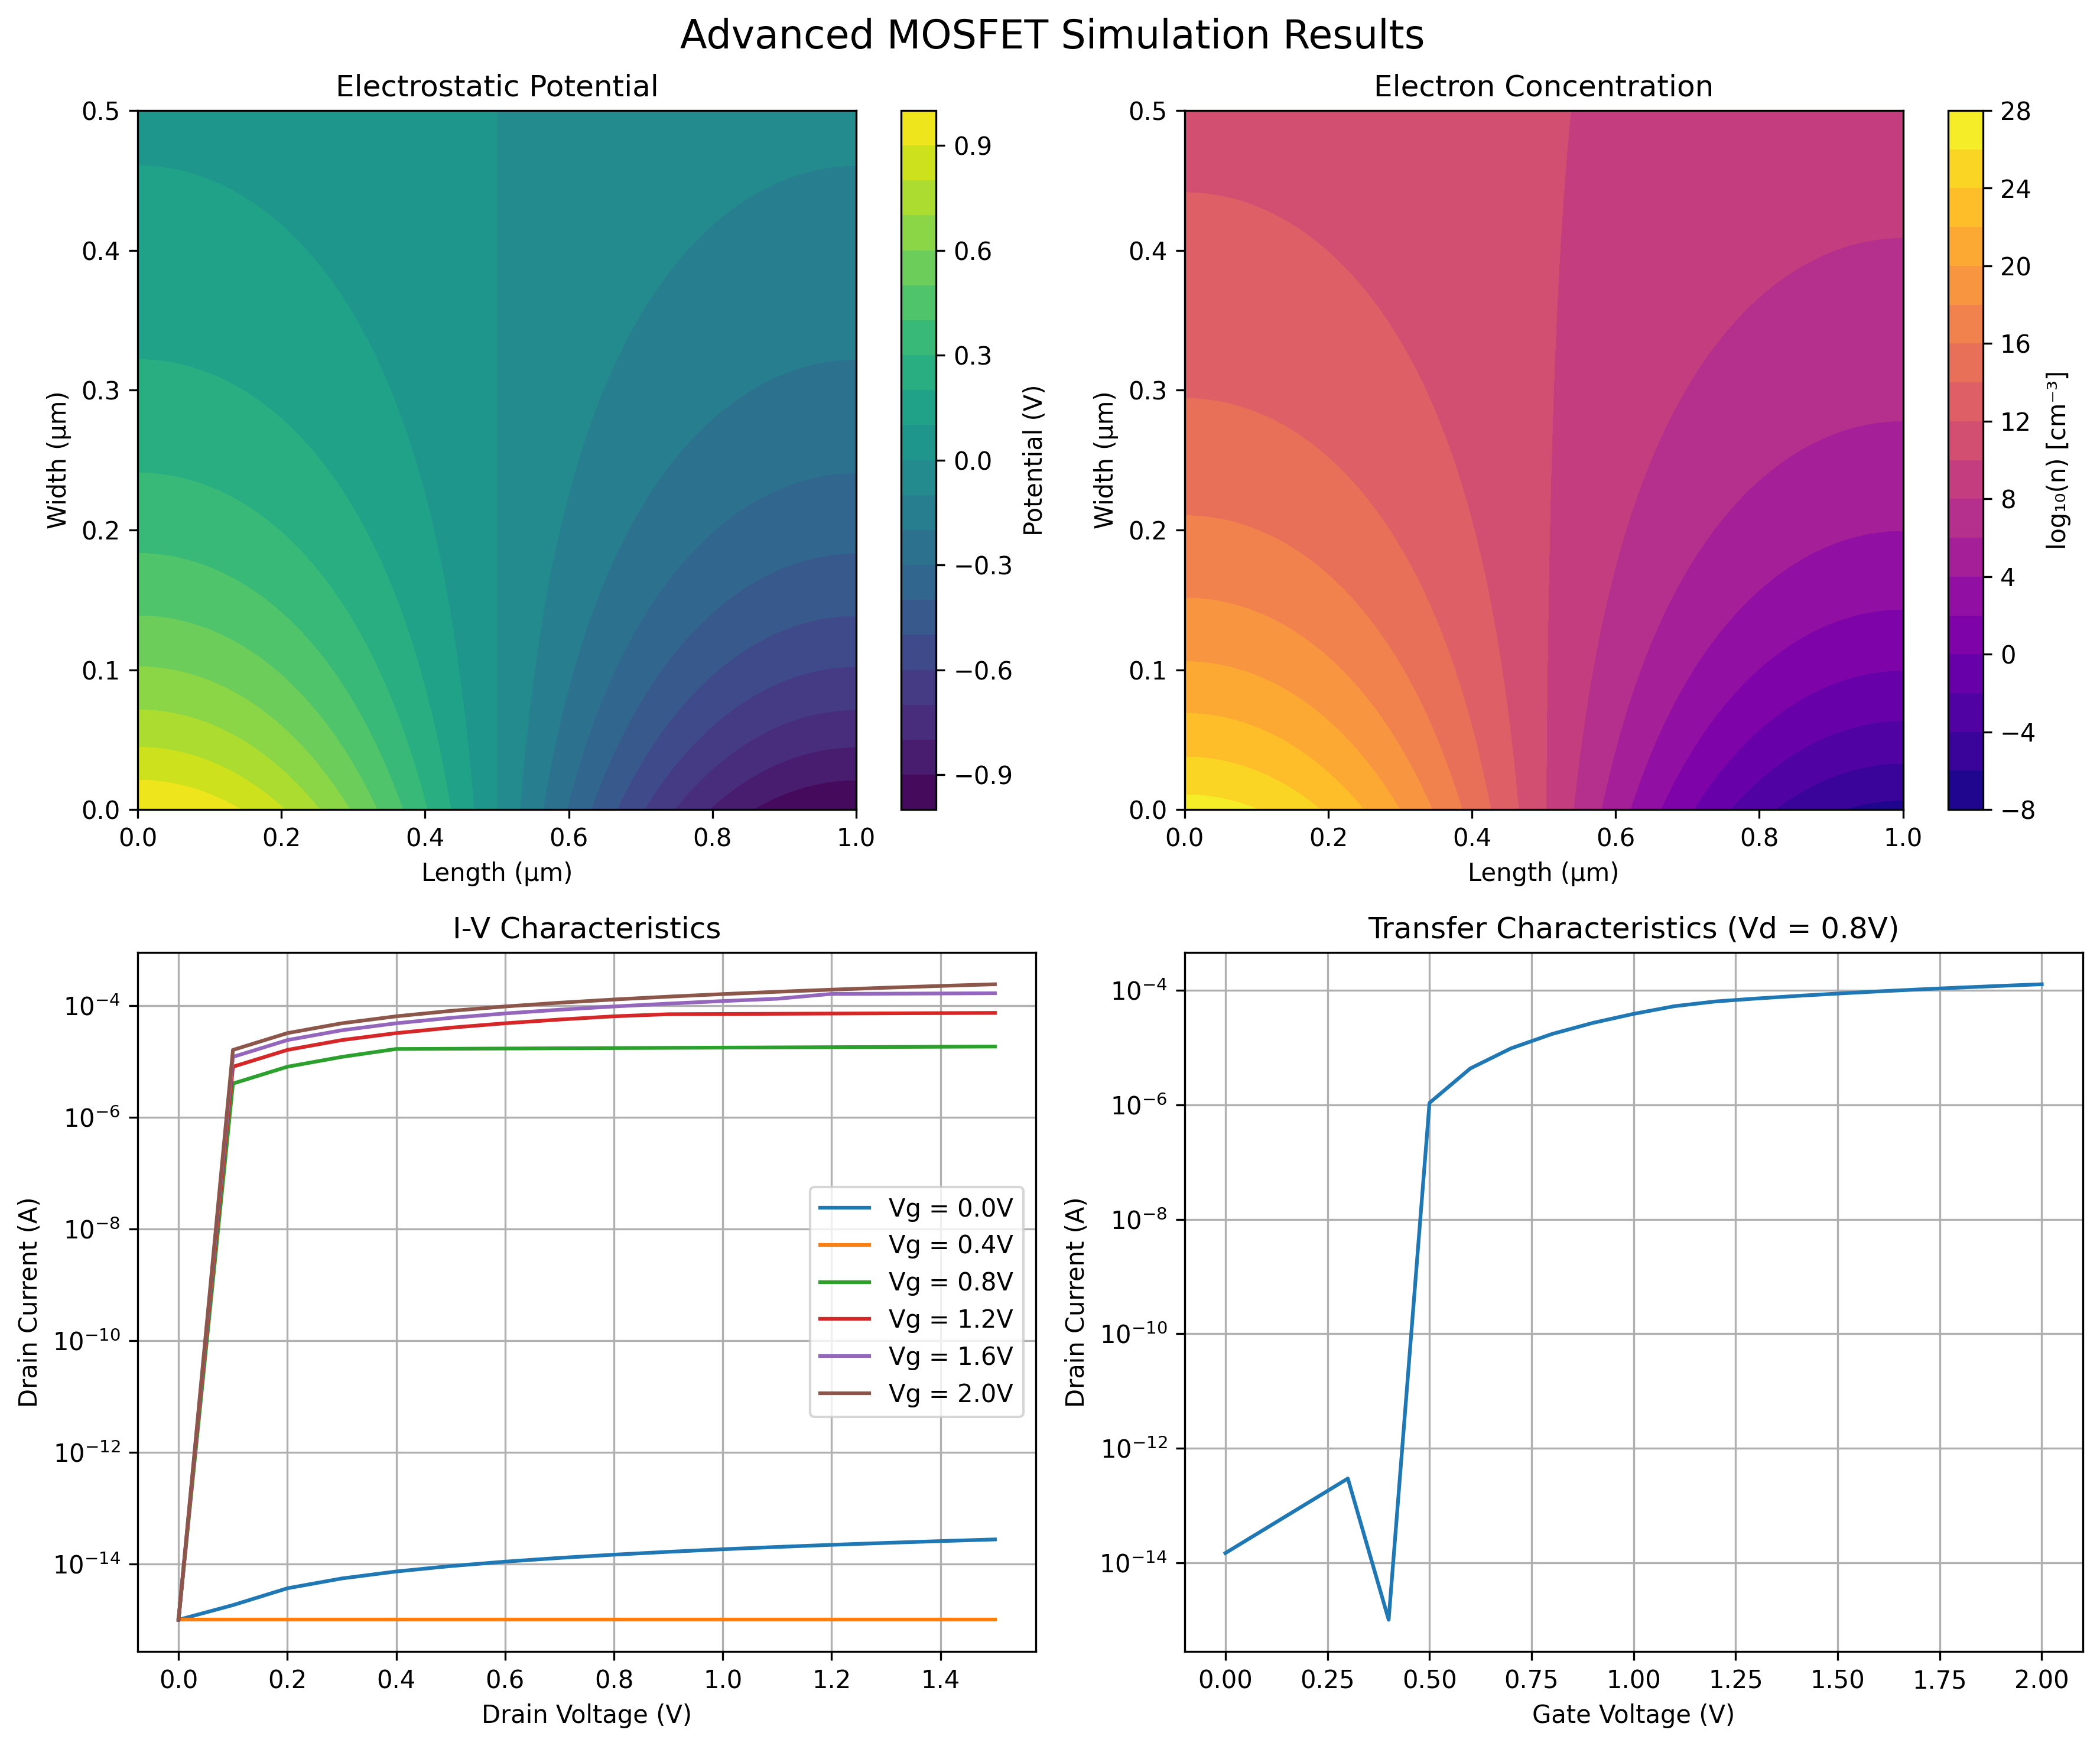 Advanced MOSFET Simulation Results
Electrostatic Potential
0.5
0.4
0.3
0.2
0.1
0.0
Width (μm)
0.0 0.2 0.4 0.6 0.8 1.0
Length (μm)
0.9
0.6
0.3
0.0
−0.3
−0.6
−0.9
Potential (V)
Electron Concentration
0.5
0.4
0.3
0.2
0.1
0.0
Width (μm)
0.0 0.2 0.4 0.6 0.8 1.0
Length (μm)
28
24
20
16
12
8
4
0
−4
−8
log₁₀(n) [cm⁻³]
I-V Characteristics
10⁻⁴
10⁻⁶
10⁻⁸
10⁻¹⁰
10⁻¹²
10⁻¹⁴
Drain Current (A)
Vg = 0.0V
Vg = 0.4V
Vg = 0.8V
Vg = 1.2V
Vg = 1.6V
Vg = 2.0V
0.0 0.2 0.4 0.6 0.8 1.0 1.2 1.4
Drain Voltage (V)
Transfer Characteristics (Vd = 0.8V)
10⁻⁴
10⁻⁶
10⁻⁸
10⁻¹⁰
10⁻¹²
10⁻¹⁴
Drain Current (A)
0.00 0.25 0.50 0.75 1.00 1.25 1.50 1.75 2.00
Gate Voltage (V)